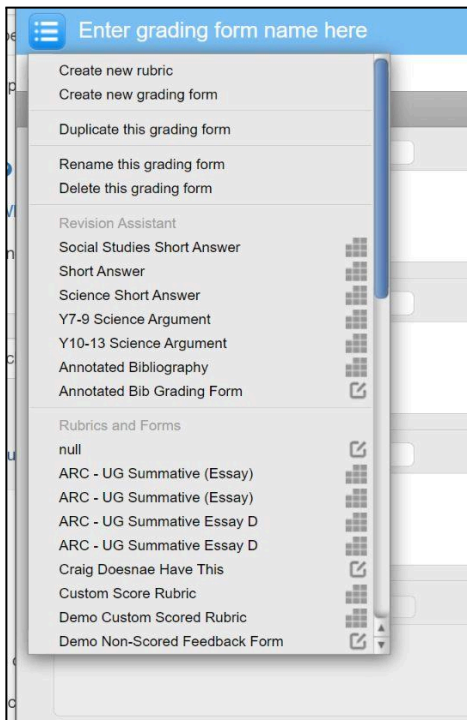 Enter grading form name here
Create new rubric
Create new grading form
Duplicate this grading form
Rename this grading form
Delete this grading form
Revision Assistant
Social Studies Short Answer
Short Answer
Science Short Answer
Y7-9 Science Argument
Y10-13 Science Argument
Annotated Bibliography
Annotated Bib Grading Form
Rubrics and Forms
null
ARC - UG Summative (Essay)
ARC - UG Summative (Essay)
ARC - UG Summative Essay D
ARC - UG Summative Essay D
Craig Doesnae Have This
Custom Score Rubric
Demo Custom Scored Rubric
Demo Non-Scored Feedback Form